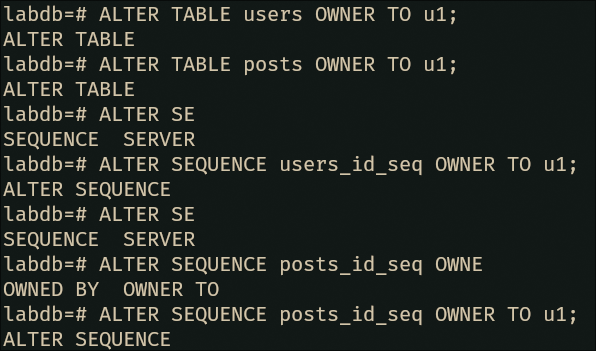 labdb=# ALTER TABLE users OWNER TO u1;
ALTER TABLE
labdb=# ALTER TABLE posts OWNER TO u1;
ALTER TABLE
labdb=# ALTER SE
SEQUENCE  SERVER
labdb=# ALTER SEQUENCE users_id_seq OWNER TO u1;
ALTER SEQUENCE
labdb=# ALTER SE
SEQUENCE  SERVER
labdb=# ALTER SEQUENCE posts_id_seq OWNE
OWNED BY  OWNER TO
labdb=# ALTER SEQUENCE posts_id_seq OWNER TO u1;
ALTER SEQUENCE